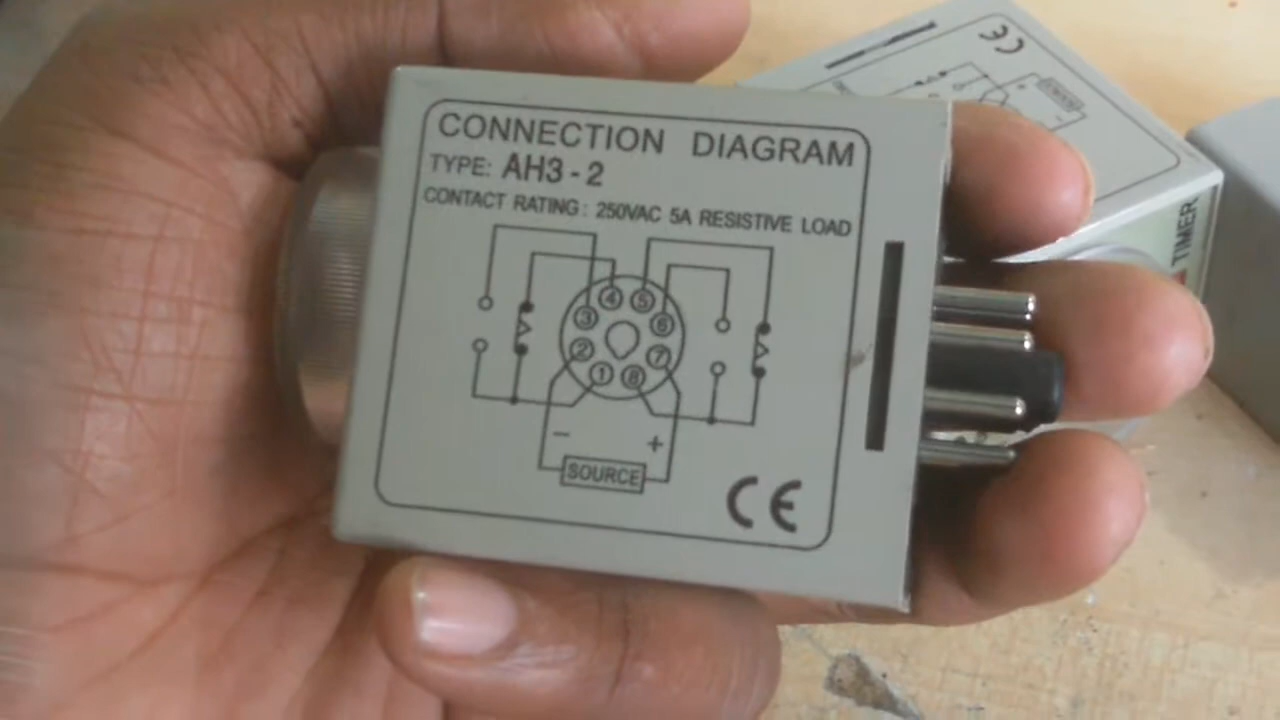 CONNECTION DIAGRAM
TYPE: AH3 - 2
CONTACT RATING: 250VAC 5A RESISTIVE LOAD
4 5
3 6
2 7
1 8
- +
SOURCE
CE
CE
TIMER